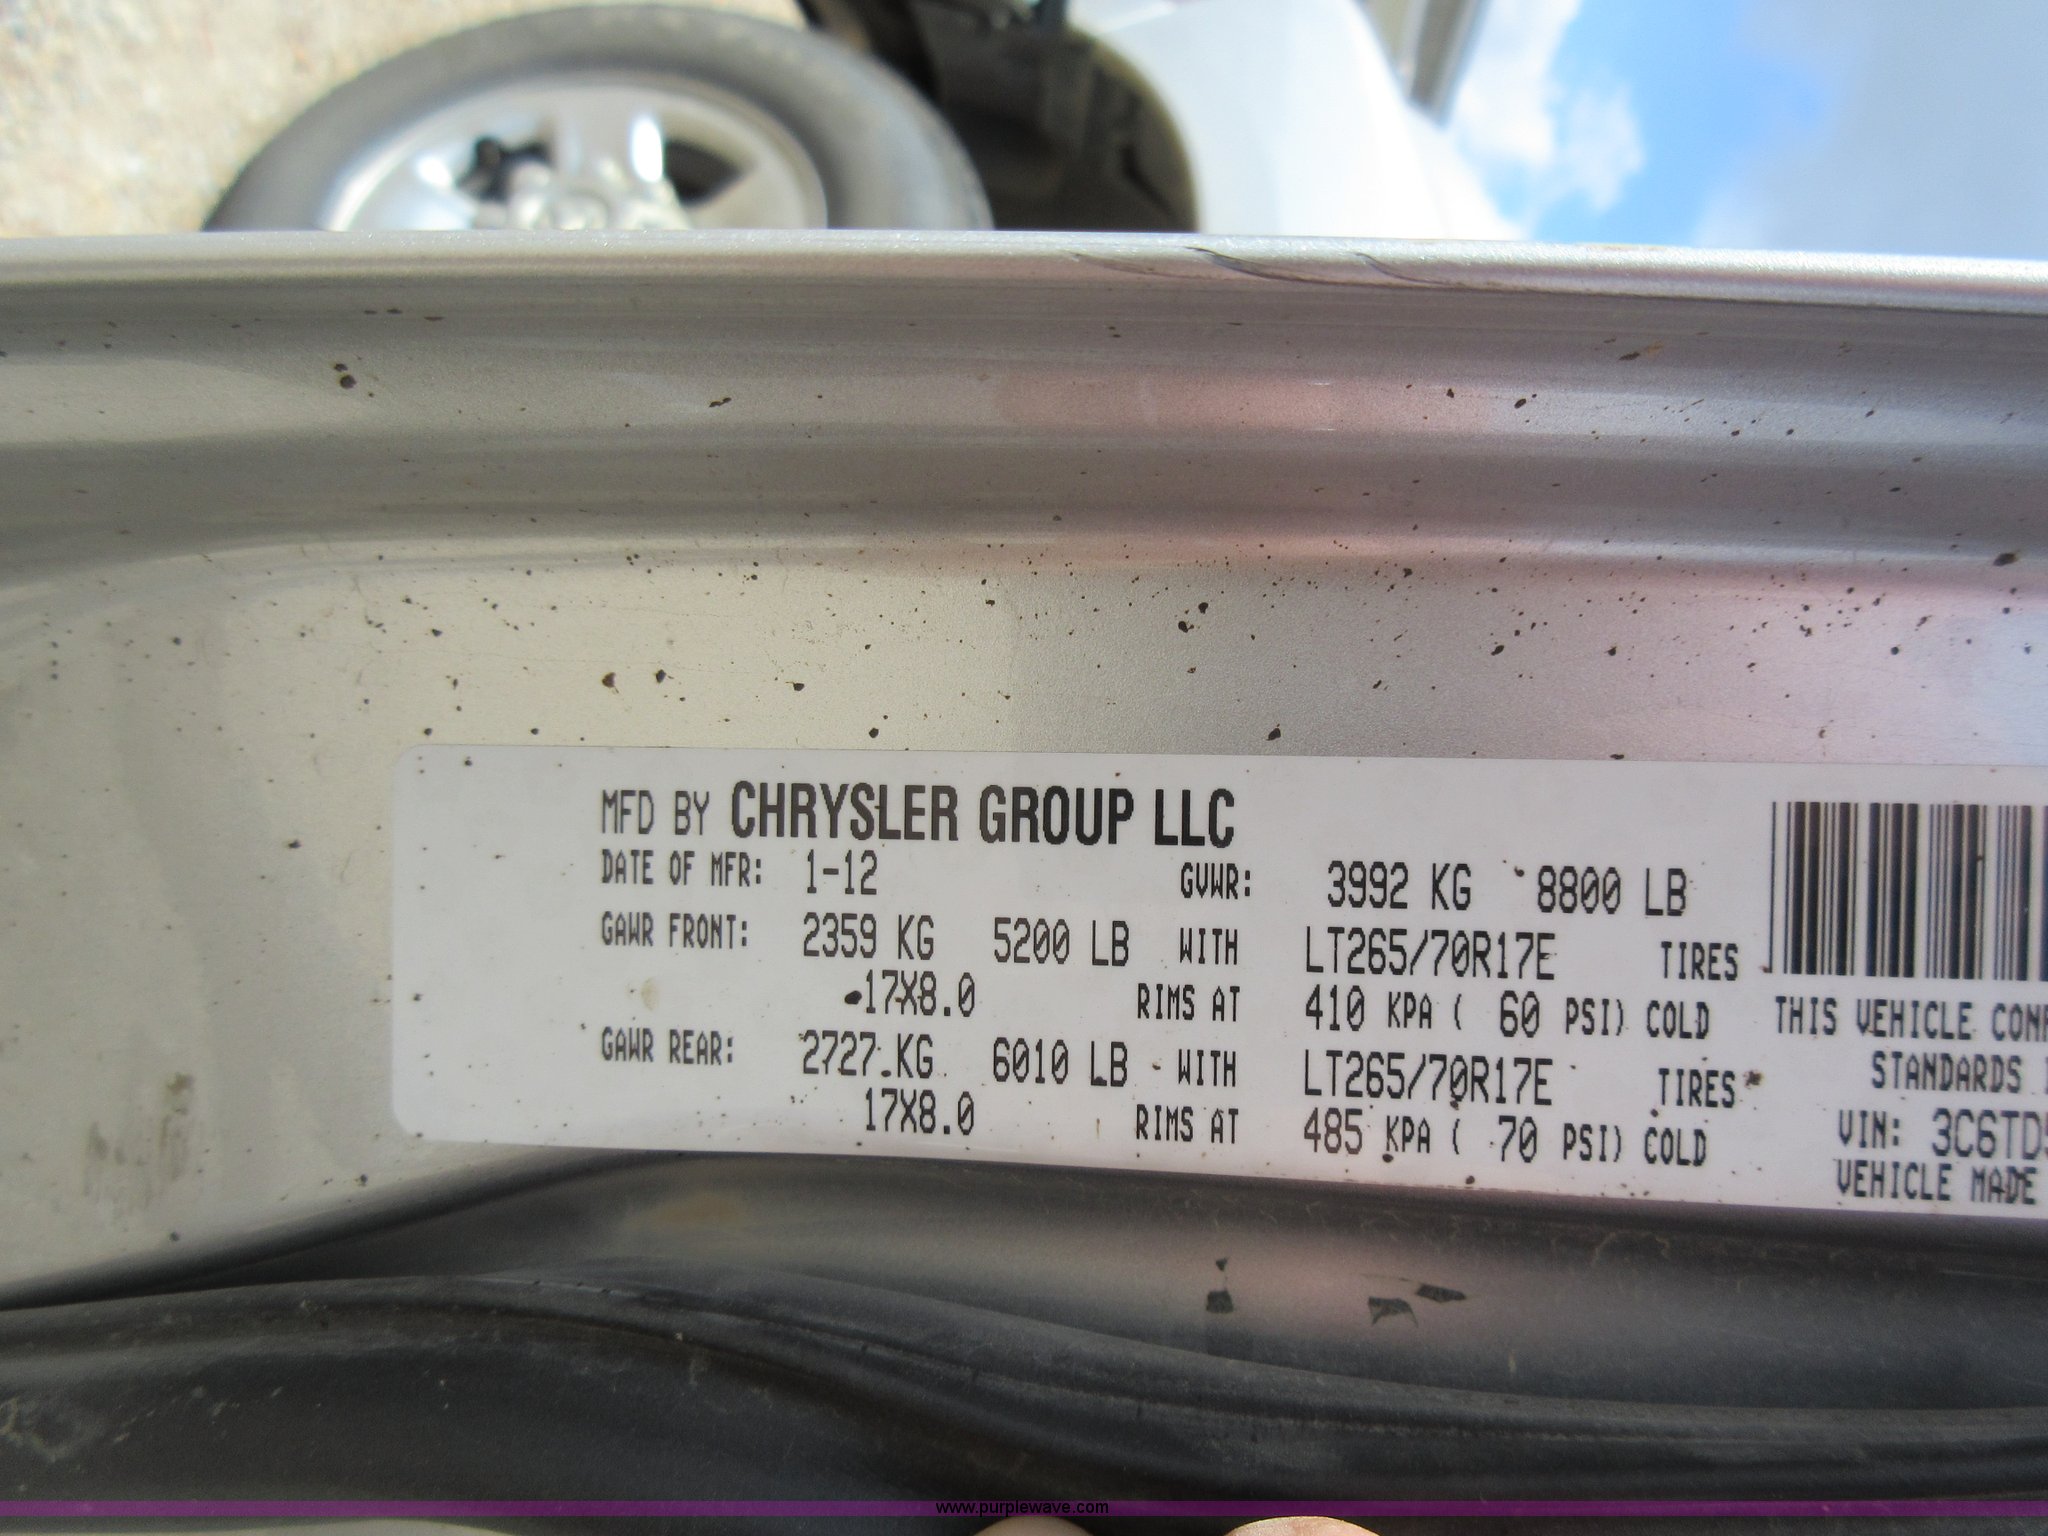 MFD BY CHRYSLER GROUP LLC
DATE OF MFR: 1-12 GVWR: 3992 KG 8800 LB
GAWR FRONT: 2359 KG 5200 LB WITH LT265/70R17E TIRES
17X8.0 RIMS AT 410 KPA ( 60 PSI) COLD
GAWR REAR: 2727 KG 6010 LB WITH LT265/70R17E TIRES
17X8.0 RIMS AT 485 KPA ( 70 PSI) COLD
THIS VEHICLE
STANDARDS
VIN: 3C6TD5
VEHICLE MADE
www.purplewave.com